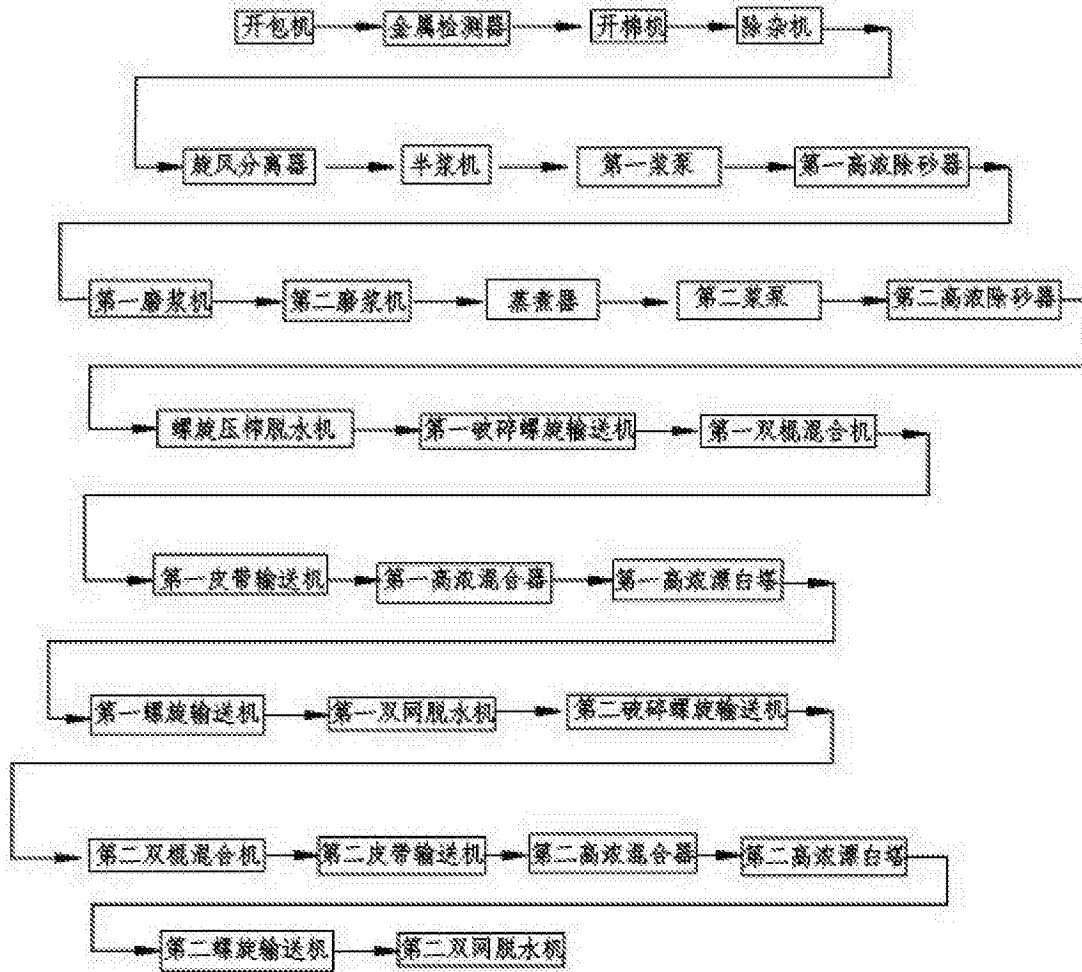 开包机 金属检测器 开棉机 除杂机
旋风分离器 半浆机 第一浆泵 第一高浓除砂器
第一磨浆机 第二磨浆机 蒸煮器 第二浆泵 第二高浓除砂器
螺旋压榨脱水机 第一破碎螺旋输送机 第一双棍混合机
第一皮带输送机 第一高浓混合器 第一高浓漂白塔
第一螺旋输送机 第一双网脱水机 第二破碎螺旋输送机
第二双棍混合机 第二皮带输送机 第二高浓混合器 第二高浓漂白塔
第二螺旋输送机 第二双网脱水机